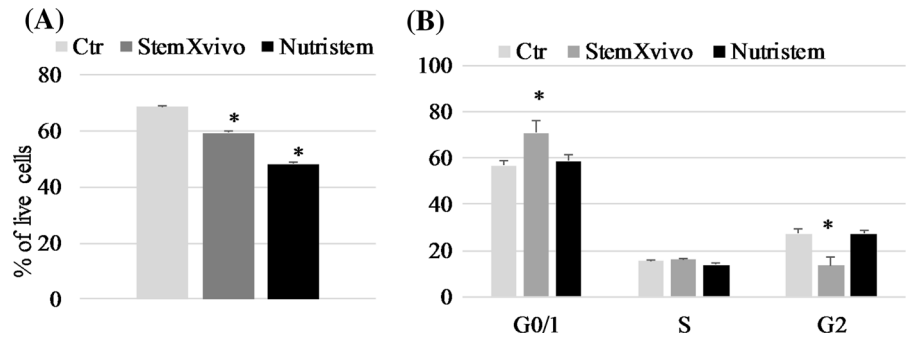 (A)
Ctr StemXvivo Nutristem
80
60
40
20
0
% of live cells
* *
(B)
Ctr StemXvivo Nutristem
100
80
60
40
20
0
* *
G0/1 S G2